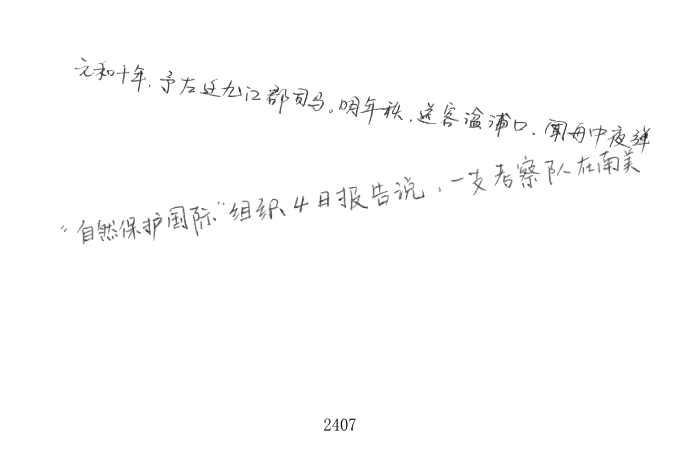 元和十年，予左迁九江郡司马。明年秋，送客湓浦口，闻舟中夜弹
“自然保护国际”组织4日报告说，一支考察队在南美
2407